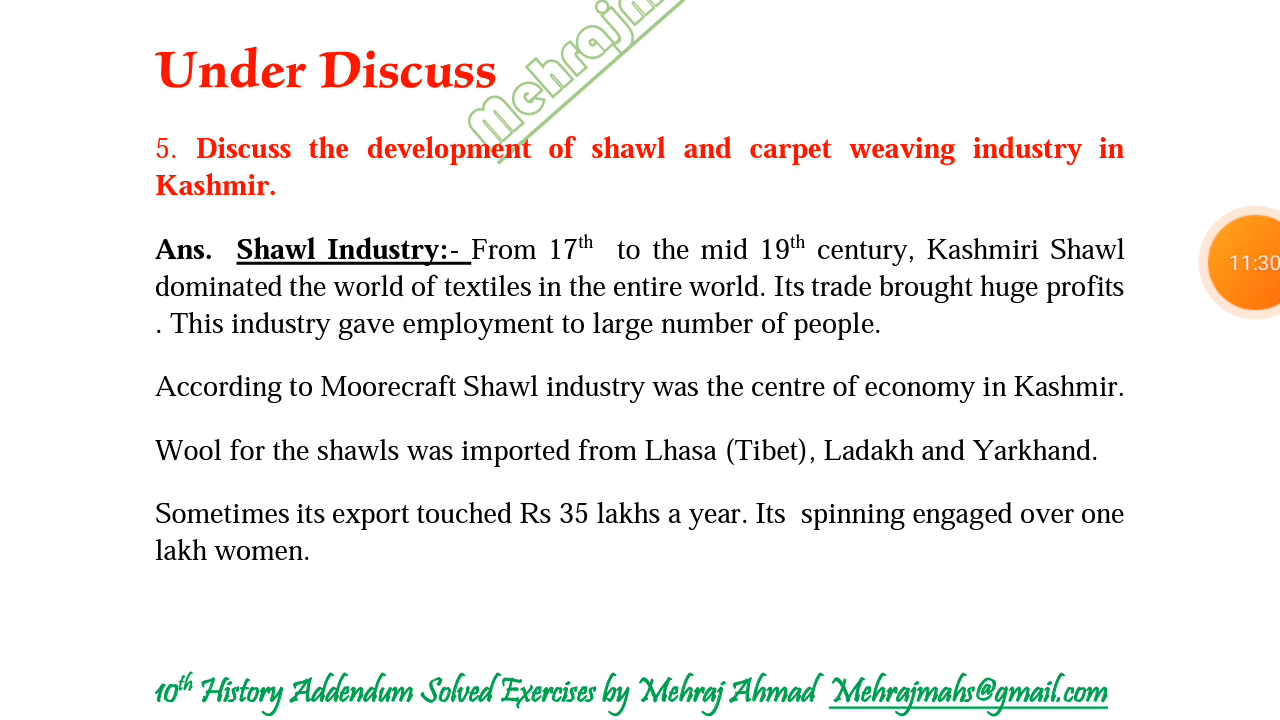 Mehrajm
Under Discuss
5. Discuss the development of shawl and carpet weaving industry in
Kashmir.
Ans. Shawl Industry:- From 17th to the mid 19th century, Kashmiri Shawl
dominated the world of textiles in the entire world. Its trade brought huge profits
. This industry gave employment to large number of people.
11:30
According to Moorecraft Shawl industry was the centre of economy in Kashmir.
Wool for the shawls was imported from Lhasa (Tibet), Ladakh and Yarkhand.
Sometimes its export touched Rs 35 lakhs a year. Its spinning engaged over one
lakh women.
10th History Addendum Solved Exercises by Mehraj Ahmad Mehrajmahs@gmail.com